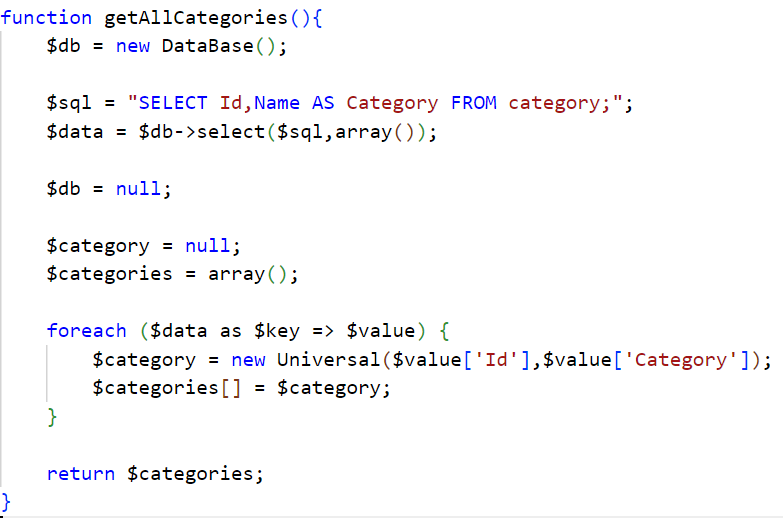 function getAllCategories(){
$db = new DataBase();
$sql = "SELECT Id,Name AS Category FROM category;";
$data = $db->select($sql,array());
$db = null;
$category = null;
$categories = array();
foreach ($data as $key => $value) {
$category = new Universal($value['Id'],$value['Category']);
$categories[] = $category;
}
return $categories;
}